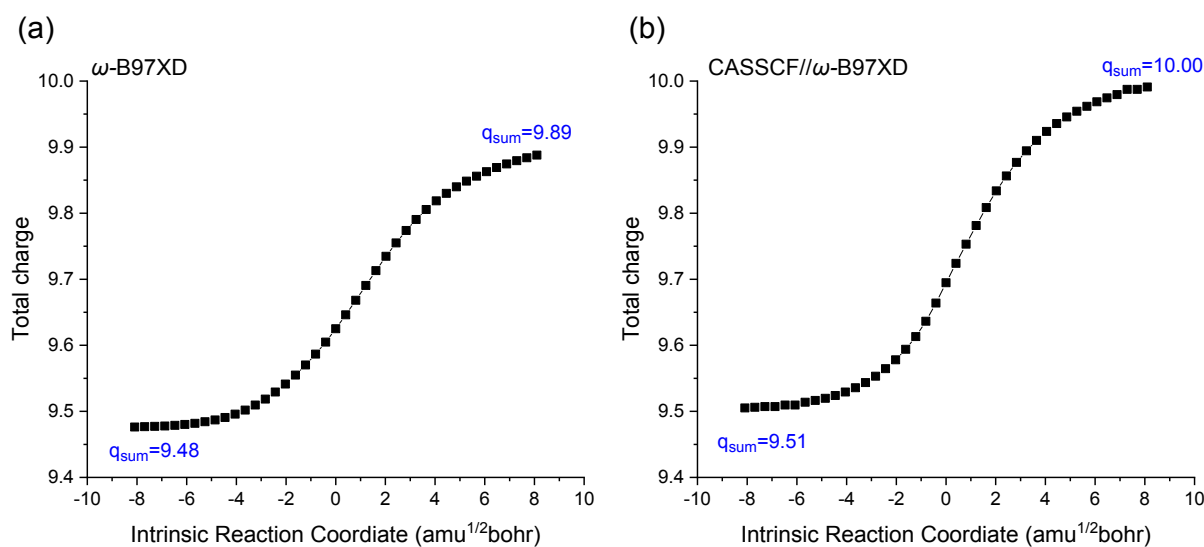 (a)
ω-B97XD
q_sum=9.89
q_sum=9.48
10.0
9.9
9.8
9.7
9.6
9.5
9.4
Total charge
-10 -8 -6 -4 -2 0 2 4 6 8 10
Intrinsic Reaction Coordiate (amu^1/2bohr)
(b)
CASSCF//ω-B97XD
q_sum=10.00
q_sum=9.51
10.0
9.9
9.8
9.7
9.6
9.5
9.4
Total charge
-10 -8 -6 -4 -2 0 2 4 6 8 10
Intrinsic Reaction Coordiate (amu^1/2bohr)